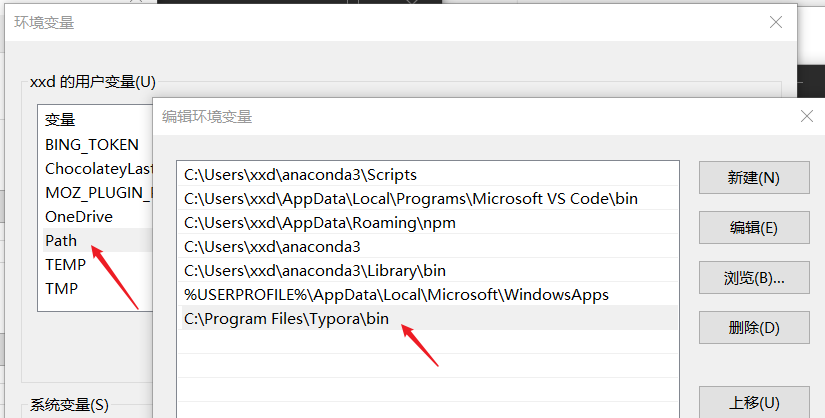 环境变量
xxd 的用户变量(U)
变量
BING_TOKEN
ChocolateyLast
MOZ_PLUGIN_
OneDrive
Path
TEMP
TMP
系统变量(S)
编辑环境变量
C:\Users\xxd\anaconda3\Scripts
C:\Users\xxd\AppData\Local\Programs\Microsoft VS Code\bin
C:\Users\xxd\AppData\Roaming\npm
C:\Users\xxd\anaconda3
C:\Users\xxd\anaconda3\Library\bin
%USERPROFILE%\AppData\Local\Microsoft\WindowsApps
C:\Program Files\Typora\bin
新建(N)
编辑(E)
浏览(B)...
删除(D)
上移(U)